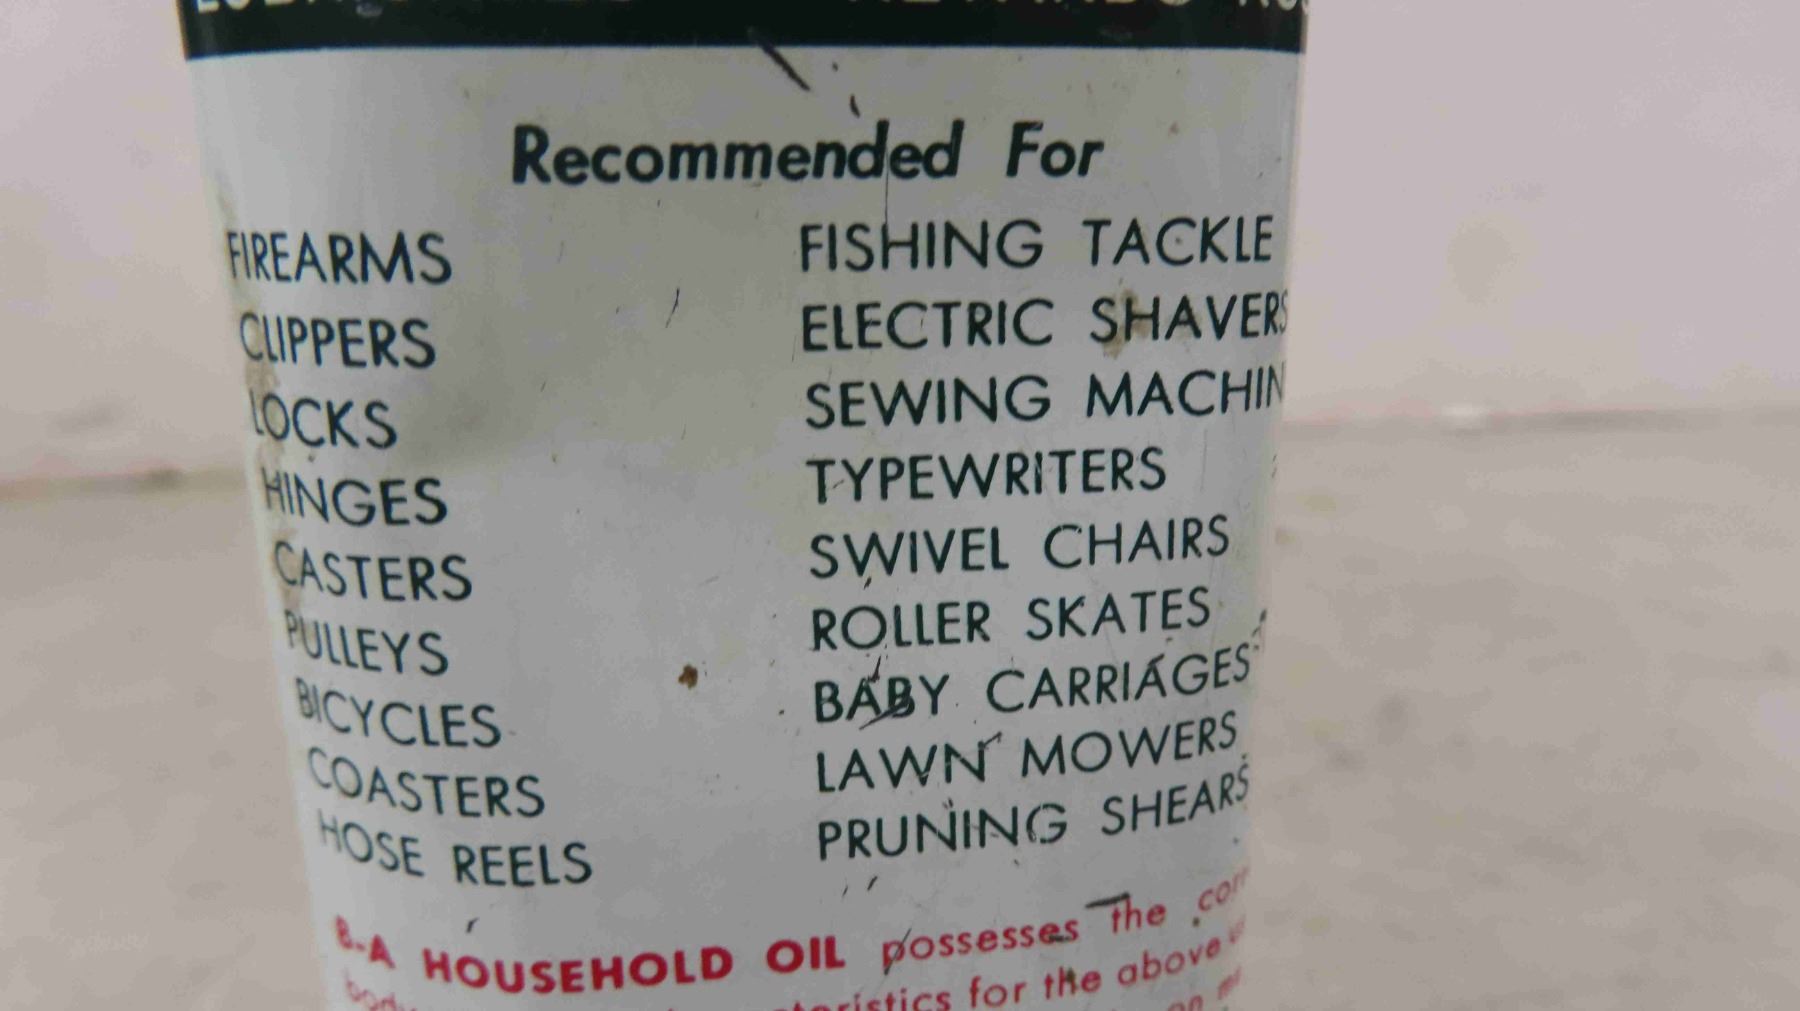 Recommended For
FIREARMS
CLIPPERS
LOCKS
HINGES
CASTERS
PULLEYS
BICYCLES
COASTERS
HOSE REELS
FISHING TACKLE
ELECTRIC SHAVERS
SEWING MACHIN
TYPEWRITERS
SWIVEL CHAIRS
ROLLER SKATES
BABY CARRIAGES
LAWN MOWERS
PRUNING SHEARS
B-A HOUSEHOLD OIL possesses the
for the above